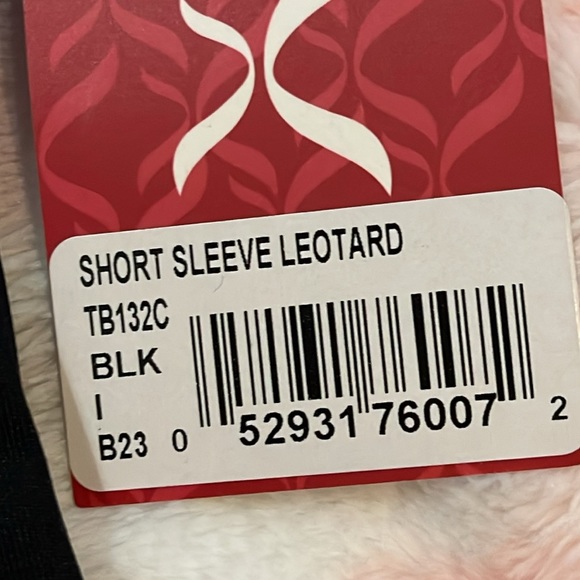 SHORT SLEEVE LEOTARD
TB132C
BLK
I
B23
0 52931 76007 2